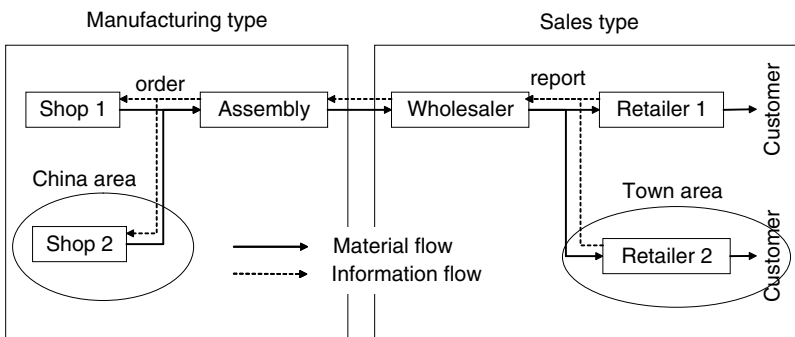 Manufacturing type
Sales type
order
report
Shop 1
Assembly
Wholesaler
Retailer 1
Customer
China area
Town area
Shop 2
Retailer 2
Customer
Material flow
Information flow